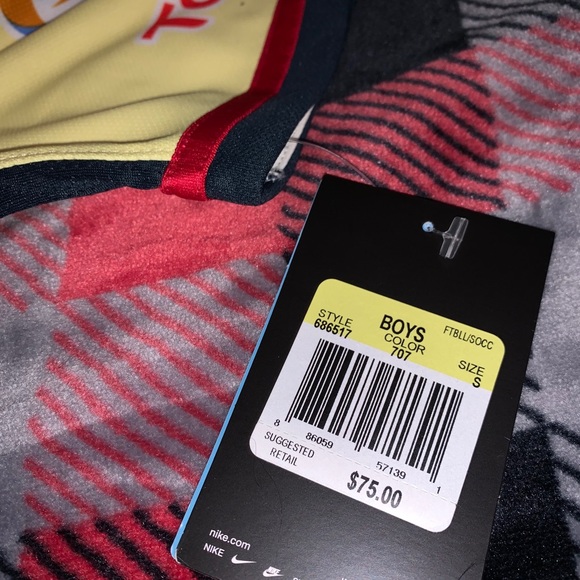 TO
STYLE BOYS FTBLL/SOCC
686517 COLOR
707 SIZE
S
8 86059 57139 1
SUGGESTED
RETAIL $75.00
nike.com
NIKE